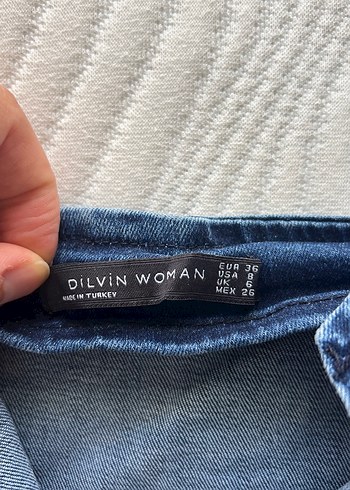 DİLVİN WOMAN
MADE IN TURKEY
EUR 36
USA 8
UK 6
MEX 26